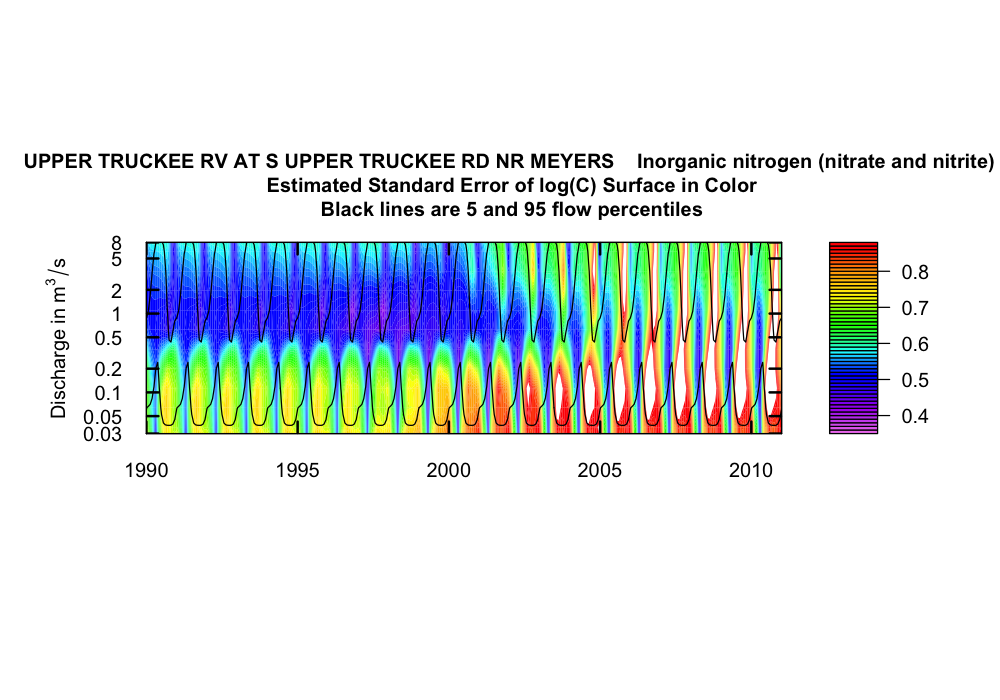 UPPER TRUCKEE RV AT S UPPER TRUCKEE RD NR MEYERS    Inorganic nitrogen (nitrate and nitrite)
Estimated Standard Error of log(C) Surface in Color
Black lines are 5 and 95 flow percentiles
Discharge in m³/s
8
5
2
1
0.5
0.2
0.1
0.05
0.03
1990 1995 2000 2005 2010
0.8
0.7
0.6
0.5
0.4